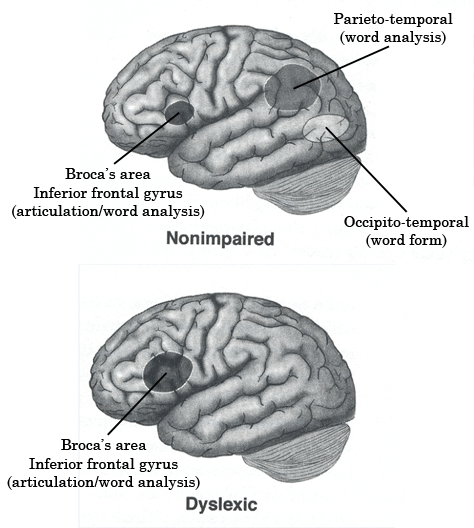 Parieto-temporal
(word analysis)
Broca's area
Inferior frontal gyrus
(articulation/word analysis)
Occipito-temporal
(word form)
Nonimpaired
Broca's area
Inferior frontal gyrus
(articulation/word analysis)
Dyslexic